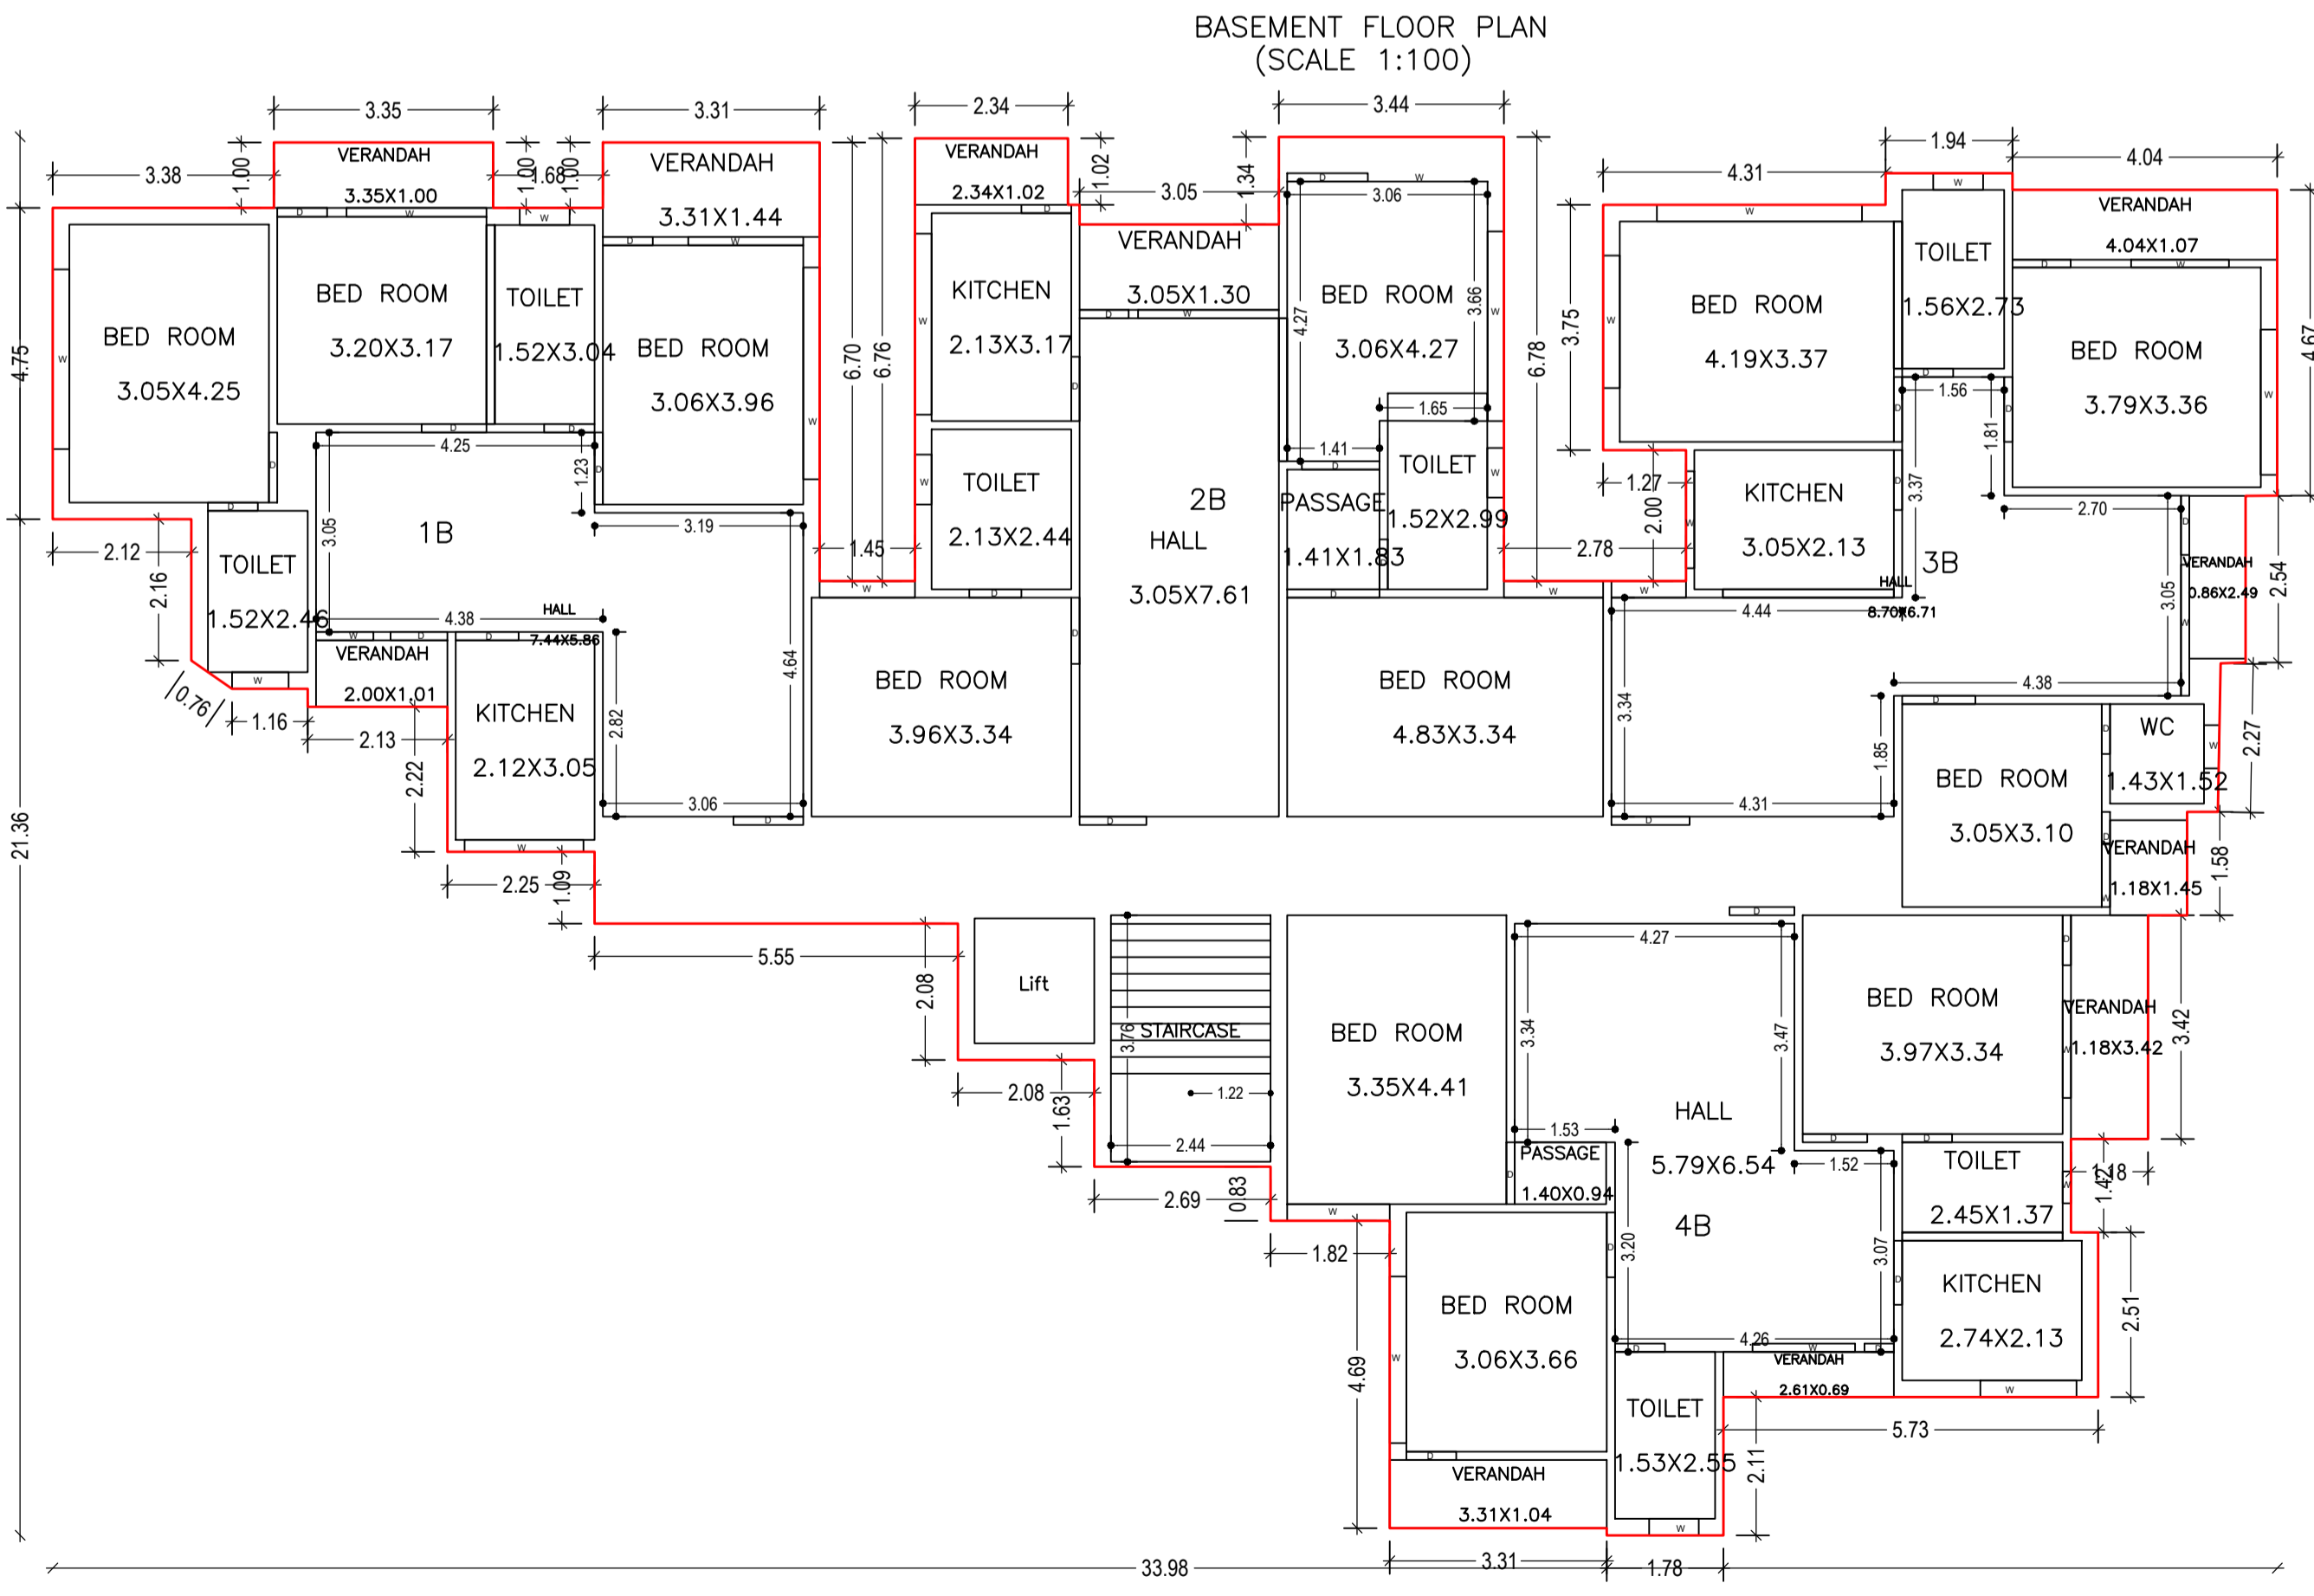 BASEMENT FLOOR PLAN
(SCALE 1:100)
3.35
3.31
2.34
3.44
1.94
4.04
4.31
3.38
1.00
1.00
1.68
1.00
1.02
3.05
1.34
VERANDAH
3.35X1.00
VERANDAH
3.31X1.44
VERANDAH
2.34X1.02
VERANDAH
3.05X1.30
VERANDAH
4.04X1.07
BED ROOM
3.05X4.25
BED ROOM
3.20X3.17
TOILET
1.52X3.04
BED ROOM
3.06X3.96
KITCHEN
2.13X3.17
3.06
BED ROOM
3.06X4.27
4.27
3.66
1.65
1.41
BED ROOM
4.19X3.37
TOILET
1.56X2.73
BED ROOM
3.79X3.36
4.75
6.70
6.76
6.78
3.75
4.67
4.25
1.23
3.05
3.19
1B
TOILET
2.13X2.44
2B
HALL
3.05X7.61
PASSAGE
1.41X1.83
TOILET
1.52X2.99
1.27
2.00
KITCHEN
3.05X2.13
1.56
1.81
3.37
2.70
3B
HALL
8.70X6.71
VERANDAH
0.86X2.49
2.54
3.05
2.12
2.16
TOILET
1.52X2.46
1.45
2.78
4.44
4.38
HALL
7.44X5.86
VERANDAH
2.00X1.01
0.76
1.16
2.13
2.22
KITCHEN
2.12X3.05
2.82
4.64
3.06
BED ROOM
3.96X3.34
BED ROOM
4.83X3.34
3.34
4.38
1.85
4.31
BED ROOM
3.05X3.10
WC
1.43X1.52
2.27
VERANDAH
1.18X1.45
1.58
21.36
2.25
1.09
5.55
2.08
Lift
STAIRCASE
3.76
1.22
2.44
2.08
1.63
2.69
0.83
1.82
BED ROOM
3.35X4.41
4.27
3.34
3.47
1.53
HALL
5.79X6.54
1.52
BED ROOM
3.97X3.34
VERANDAH
1.18X3.42
3.42
PASSAGE
1.40X0.94
4B
3.20
3.07
TOILET
2.45X1.37
1.18
1.42
KITCHEN
2.74X2.13
2.51
BED ROOM
3.06X3.66
4.69
4.26
VERANDAH
2.61X0.69
TOILET
1.53X2.55
2.11
5.73
VERANDAH
3.31X1.04
33.98
3.31
1.78